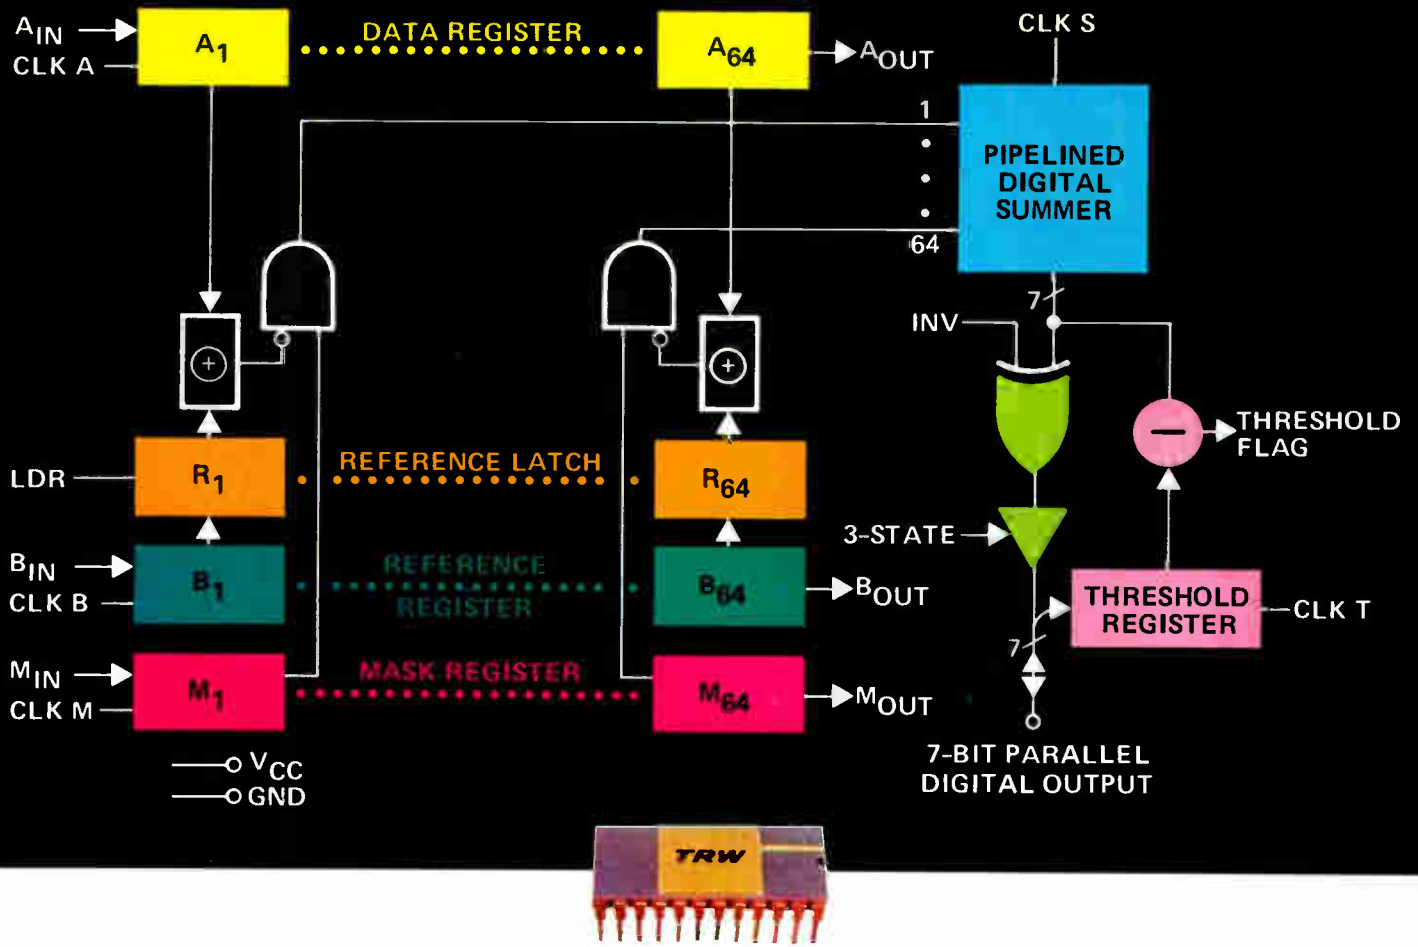 AIN
CLK A
A1
DATA REGISTER
A64
AOUT
CLK S
1
64
PIPELINED
DIGITAL
SUMMER
7
INV
+
+
LDR
R1
REFERENCE LATCH
R64
THRESHOLD
FLAG
3-STATE
BIN
CLK B
B1
REFERENCE
REGISTER
B64
BOUT
THRESHOLD
REGISTER
CLK T
7
MIN
CLK M
M1
MASK REGISTER
M64
MOUT
VCC
GND
7-BIT PARALLEL
DIGITAL OUTPUT
TRW